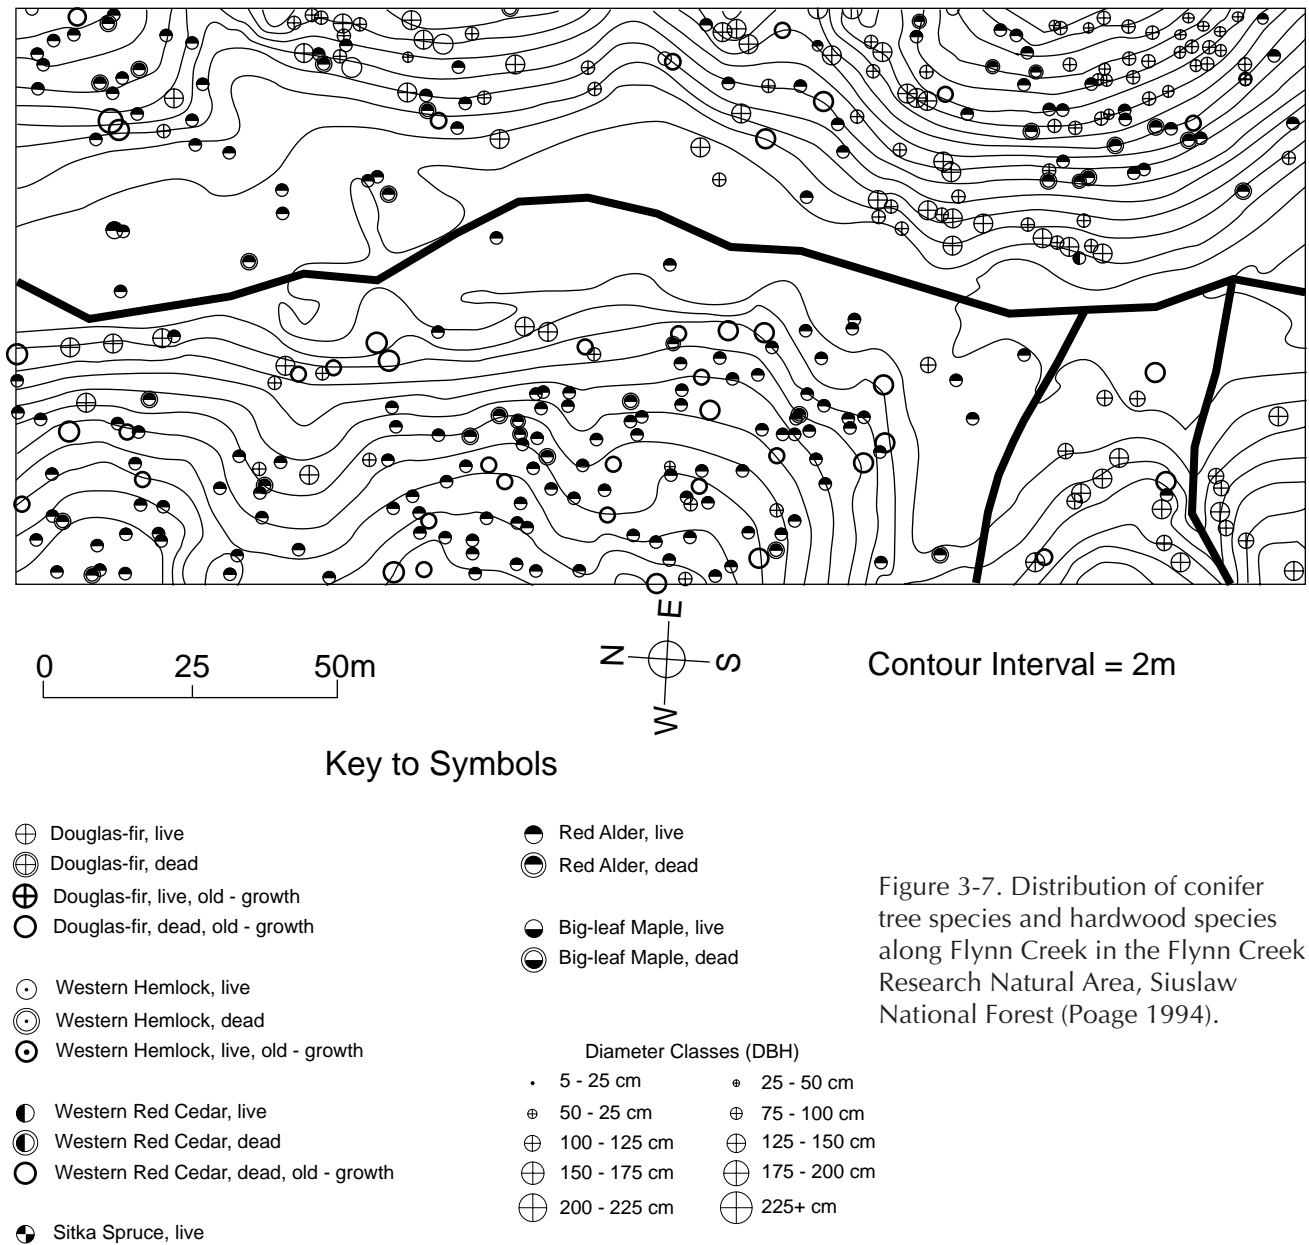 E
N
S
W
0 25 50m
Contour Interval = 2m
Key to Symbols
Douglas-fir, live
Douglas-fir, dead
Douglas-fir, live, old - growth
Douglas-fir, dead, old - growth
Western Hemlock, live
Western Hemlock, dead
Western Hemlock, live, old - growth
Western Red Cedar, live
Western Red Cedar, dead
Western Red Cedar, dead, old - growth
Sitka Spruce, live
Red Alder, live
Red Alder, dead
Big-leaf Maple, live
Big-leaf Maple, dead
Diameter Classes (DBH)
5 - 25 cm 25 - 50 cm
50 - 25 cm 75 - 100 cm
100 - 125 cm 125 - 150 cm
150 - 175 cm 175 - 200 cm
200 - 225 cm 225+ cm
Figure 3-7. Distribution of conifer
tree species and hardwood species
along Flynn Creek in the Flynn Creek
Research Natural Area, Siuslaw
National Forest (Poage 1994).